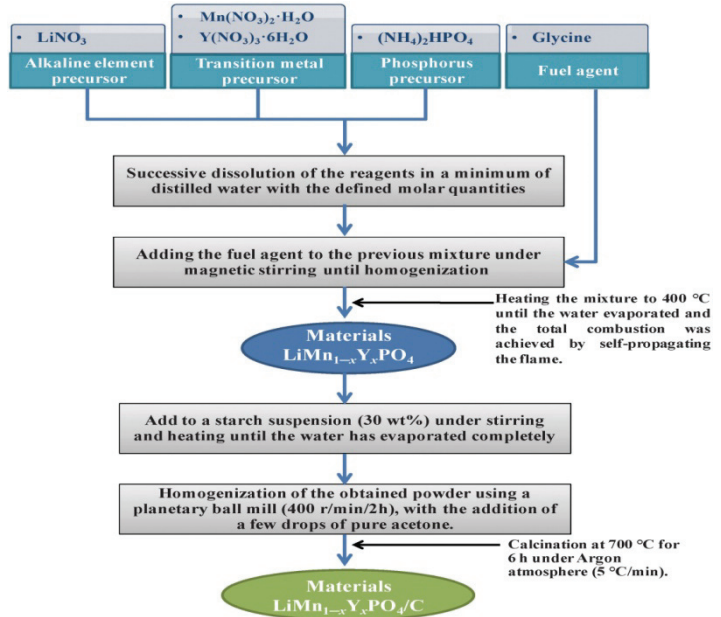 • LiNO₃
Alkaline element
precursor
• Mn(NO₃)₂·H₂O
• Y(NO₃)₃·6H₂O
Transition metal
precursor
• (NH₄)₂HPO₄
Phosphorus
precursor
• Glycine
Fuel agent
Successive dissolution of the reagents in a minimum of
distilled water with the defined molar quantities
Adding the fuel agent to the previous mixture under
magnetic stirring until homogenization
Heating the mixture to 400 °C
until the water evaporated and
the total combustion was
achieved by self-propagating
the flame.
Materials
LiMn₁₋ₓYₓPO₄
Add to a starch suspension (30 wt%) under stirring
and heating until the water has evaporated completely
Homogenization of the obtained powder using a
planetary ball mill (400 r/min/2h), with the addition of
a few drops of pure acetone.
Calcination at 700 °C for
6 h under Argon
atmosphere (5 °C/min).
Materials
LiMn₁₋ₓYₓPO₄/C